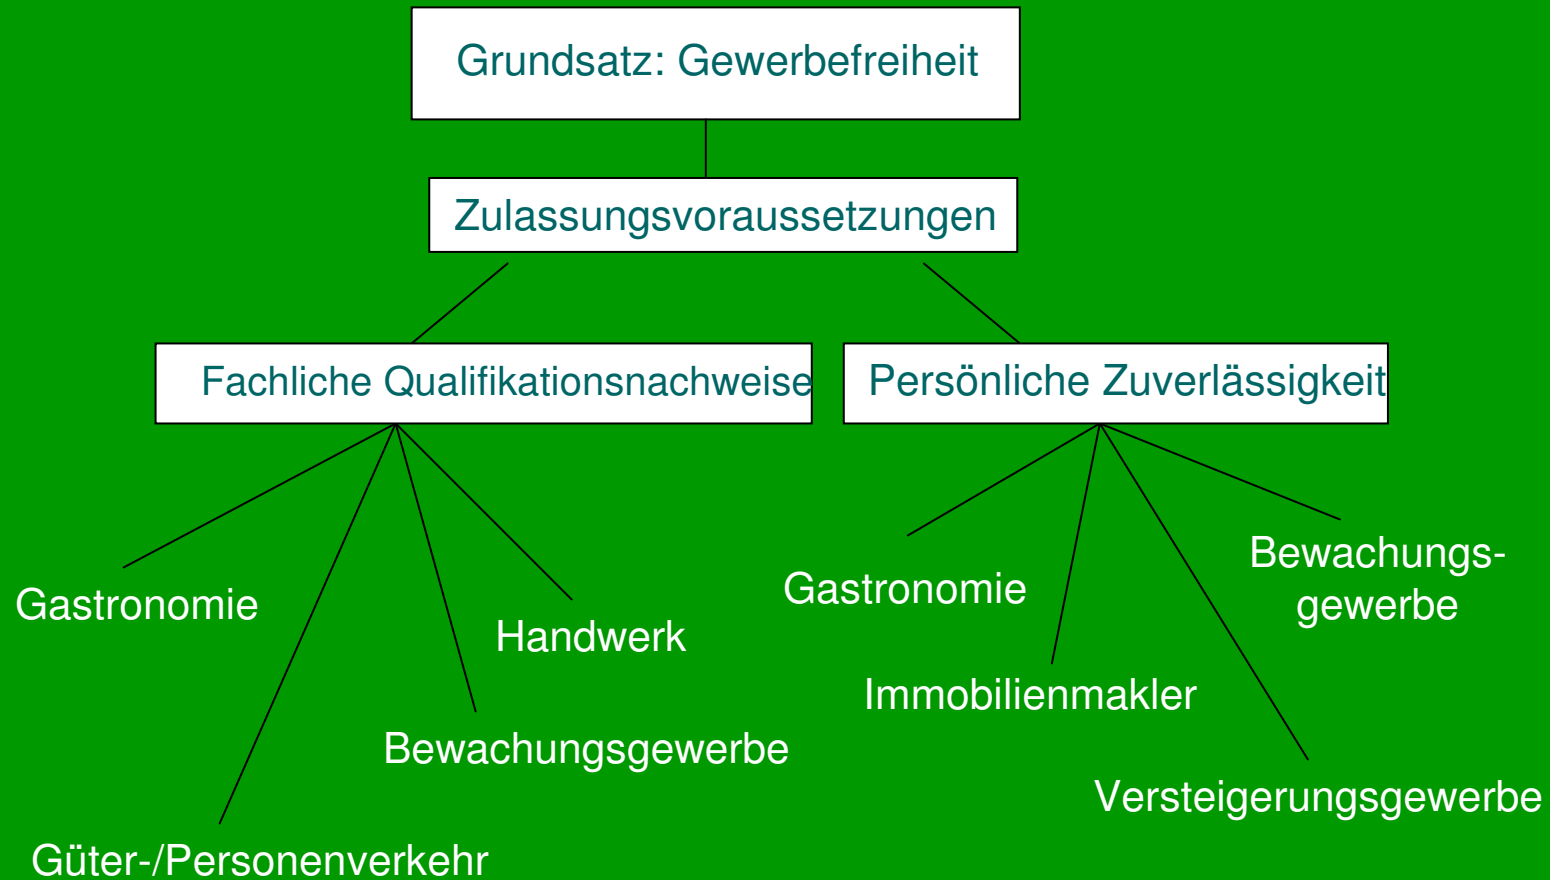 Grundsatz: Gewerbefreiheit
Zulassungsvoraussetzungen
Fachliche Qualifikationsnachweise
Persönliche Zuverlässigkeit
Gastronomie
Handwerk
Bewachungsgewerbe
Güter-/Personenverkehr
Gastronomie
Immobilienmakler
Versteigerungsgewerbe
Bewachungs-
gewerbe